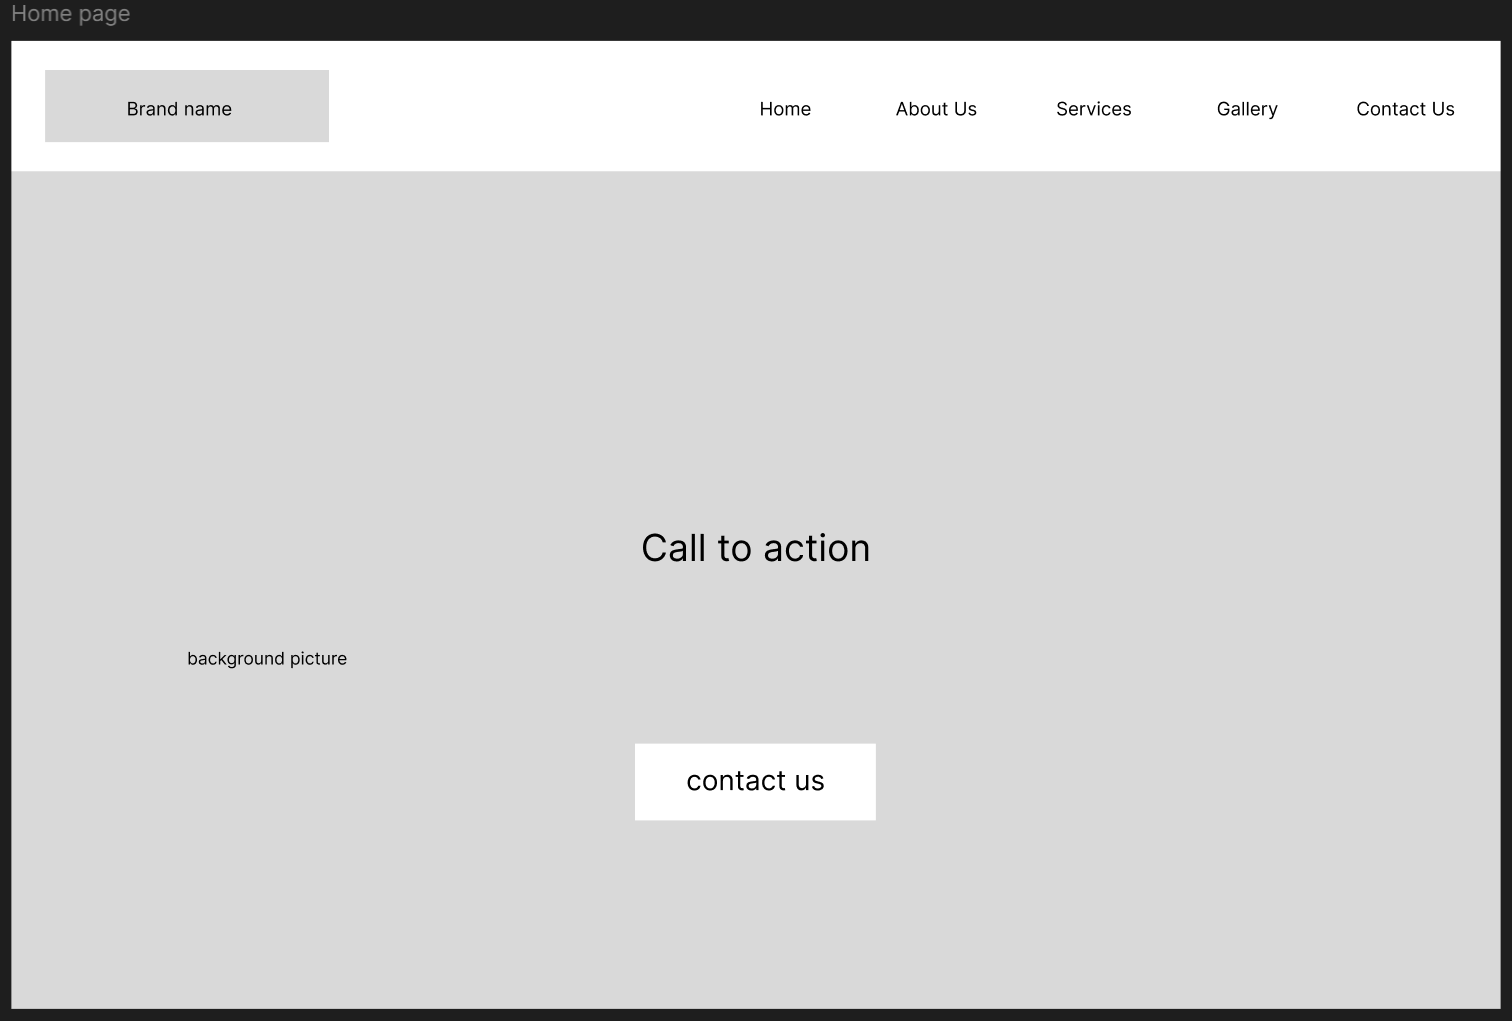 Home page
Brand name
Home
About Us
Services
Gallery
Contact Us
Call to action
background picture
contact us